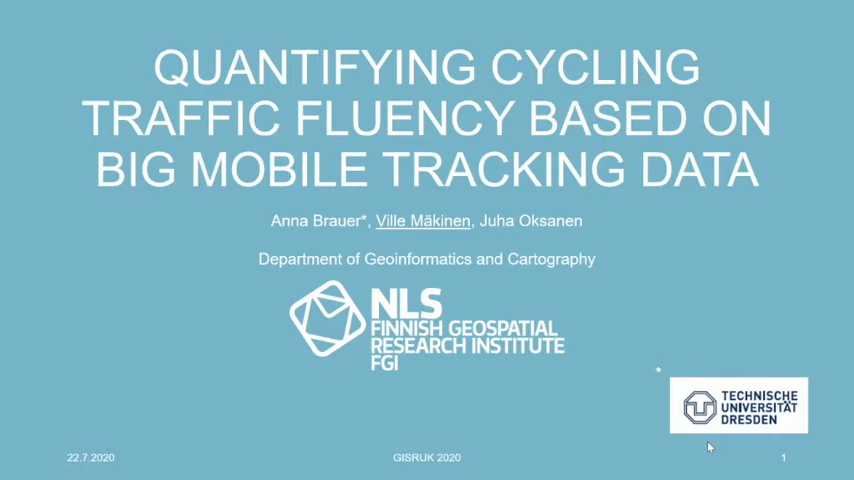 QUANTIFYING CYCLING
TRAFFIC FLUENCY BASED ON
BIG MOBILE TRACKING DATA
Anna Brauer*, Ville Mäkinen, Juha Oksanen
Department of Geoinformatics and Cartography
NLS
FINNISH GEOSPATIAL
RESEARCH INSTITUTE
FGI
*
TECHNISCHE
UNIVERSITÄT
DRESDEN
22.7.2020
GISRUK 2020
1